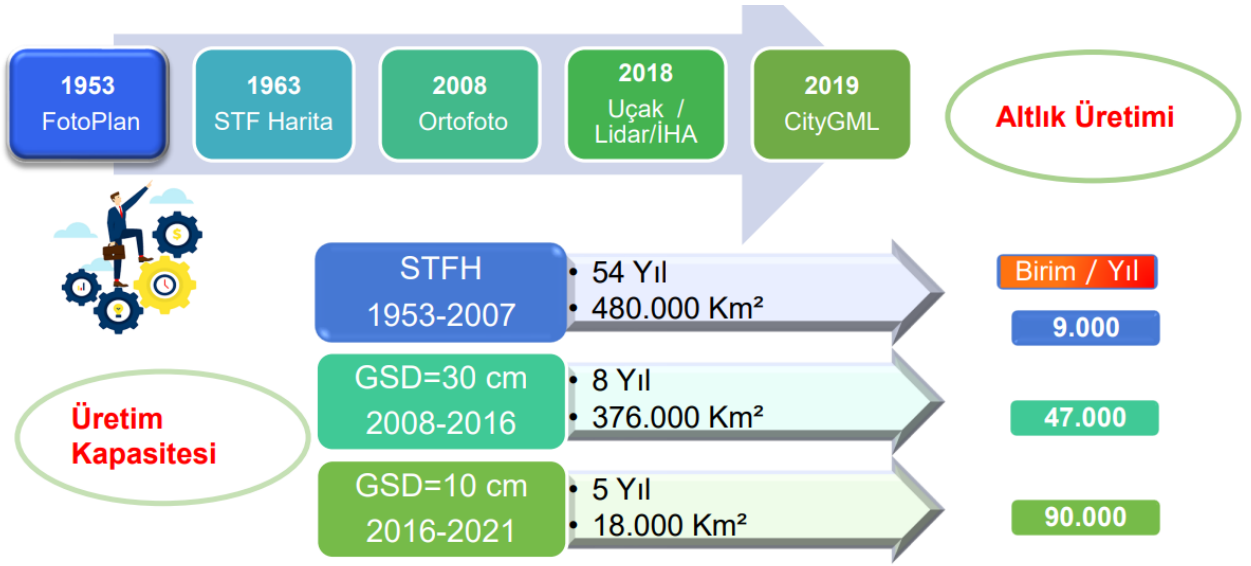 1953
FotoPlan
1963
STF Harita
2008
Ortofoto
2018
Uçak /
Lidar/İHA
2019
CityGML
Altlık Üretimi
STFH
1953-2007
• 54 Yıl
• 480.000 Km²
Birim / Yıl
9.000
GSD=30 cm
2008-2016
• 8 Yıl
• 376.000 Km²
47.000
Üretim
Kapasitesi
GSD=10 cm
2016-2021
• 5 Yıl
• 18.000 Km²
90.000